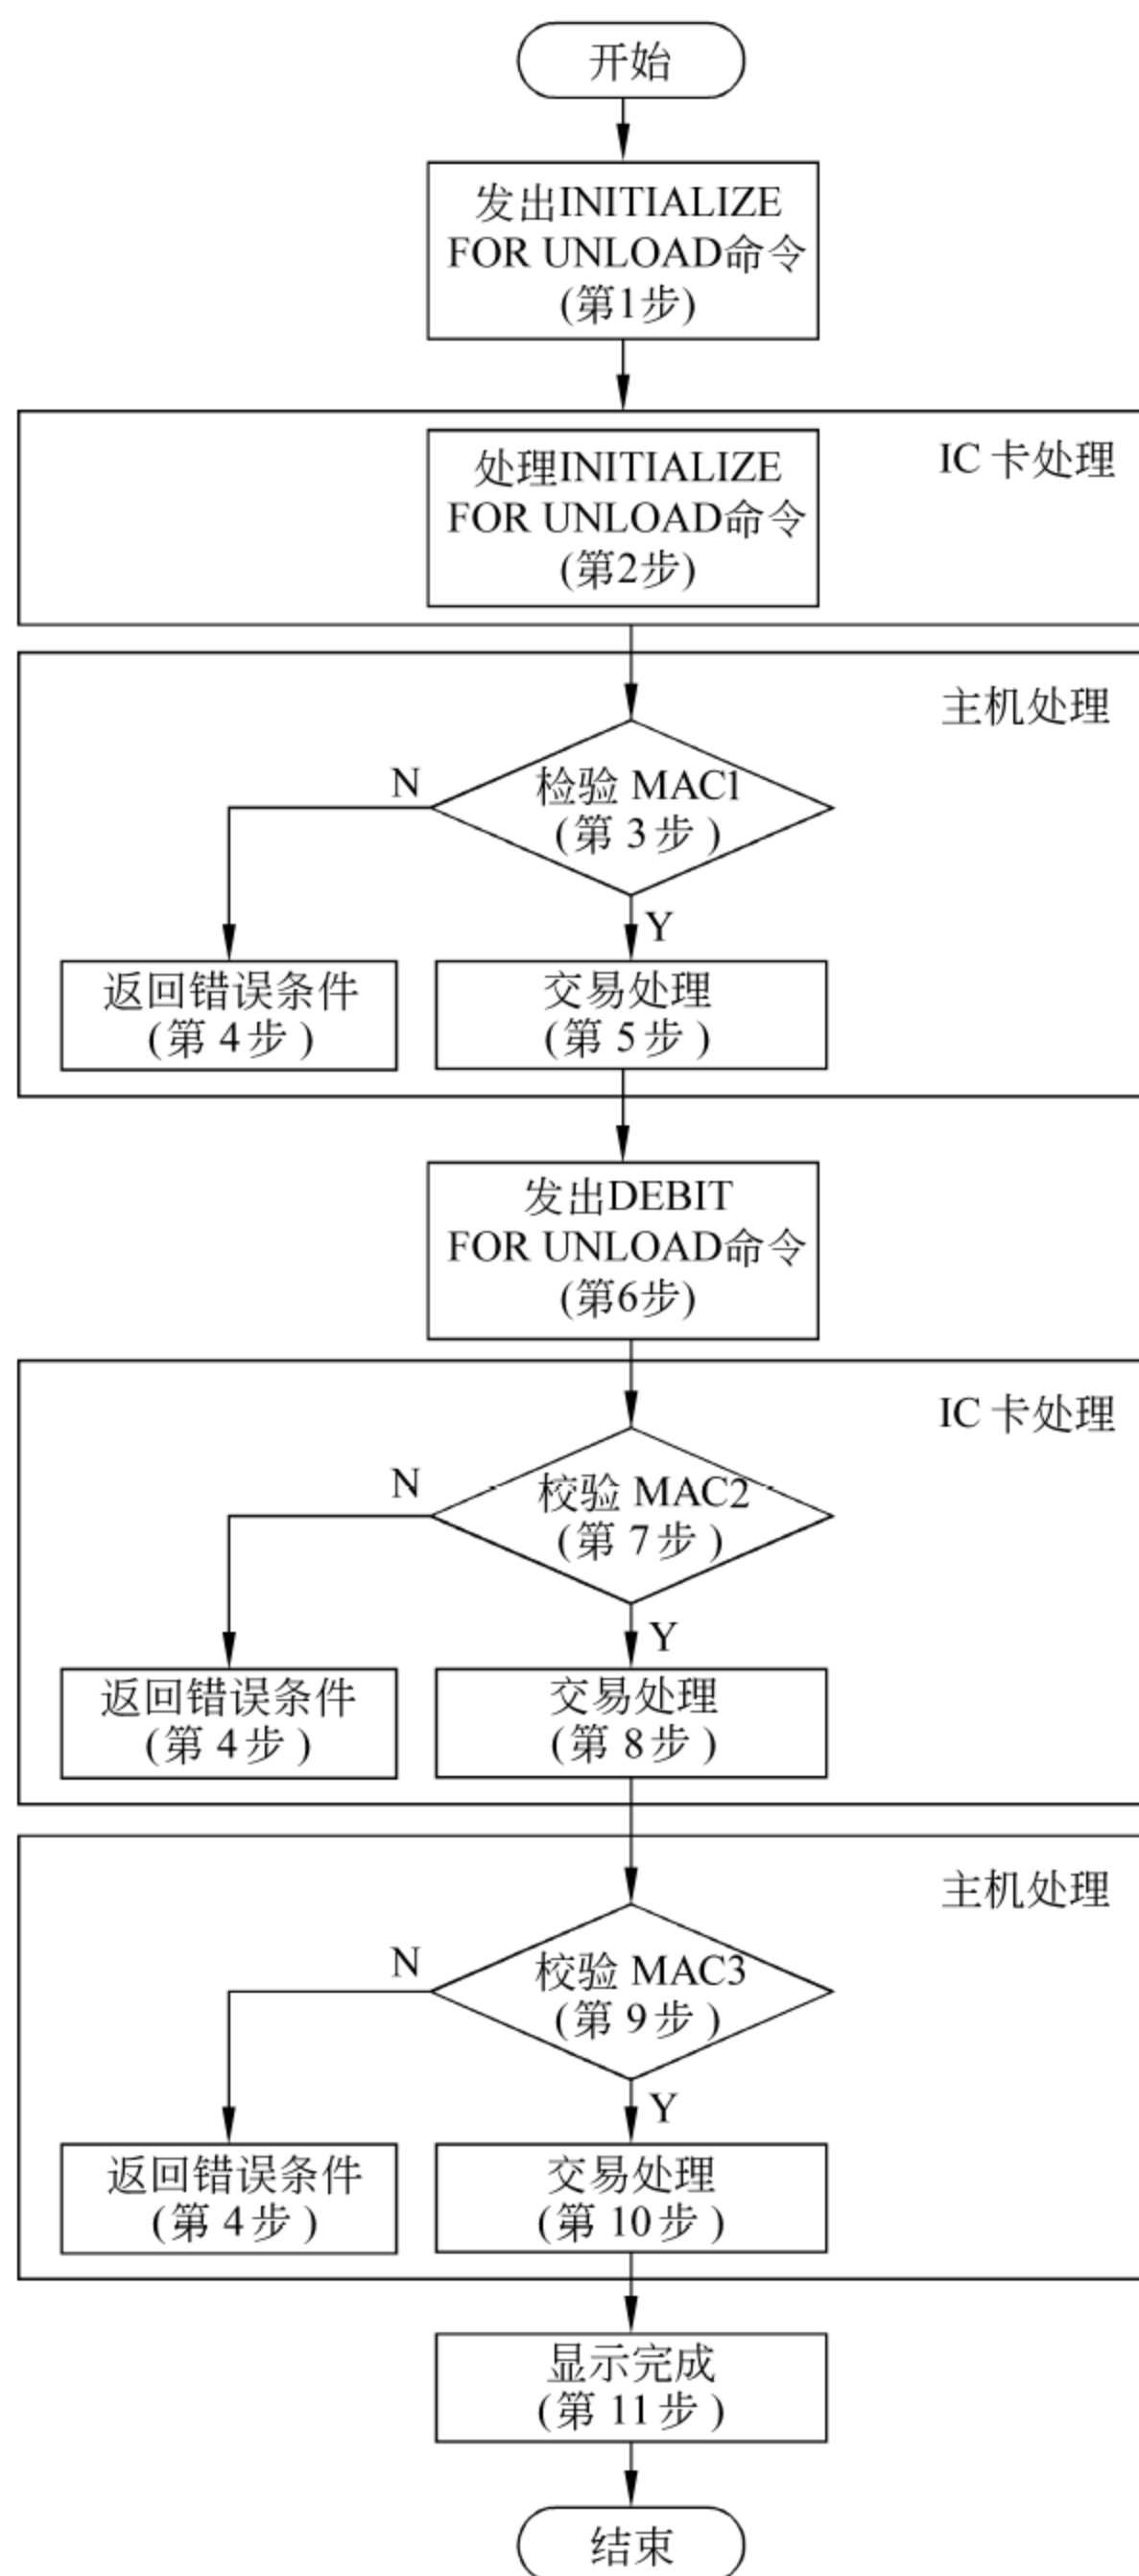 开始
发出INITIALIZE
FOR UNLOAD命令
(第1步)
IC 卡处理
处理INITIALIZE
FOR UNLOAD命令
(第2步)
主机处理
N
检验 MAC1
(第 3 步 )
Y
返回错误条件
(第 4 步 )
交易处理
(第 5 步 )
发出DEBIT
FOR UNLOAD命令
(第6步)
IC 卡处理
N
校验 MAC2
(第 7 步 )
Y
返回错误条件
(第 4 步 )
交易处理
(第 8 步 )
主机处理
N
校验 MAC3
(第 9 步 )
Y
返回错误条件
(第 4 步 )
交易处理
(第 10 步 )
显示完成
(第 11 步 )
结束